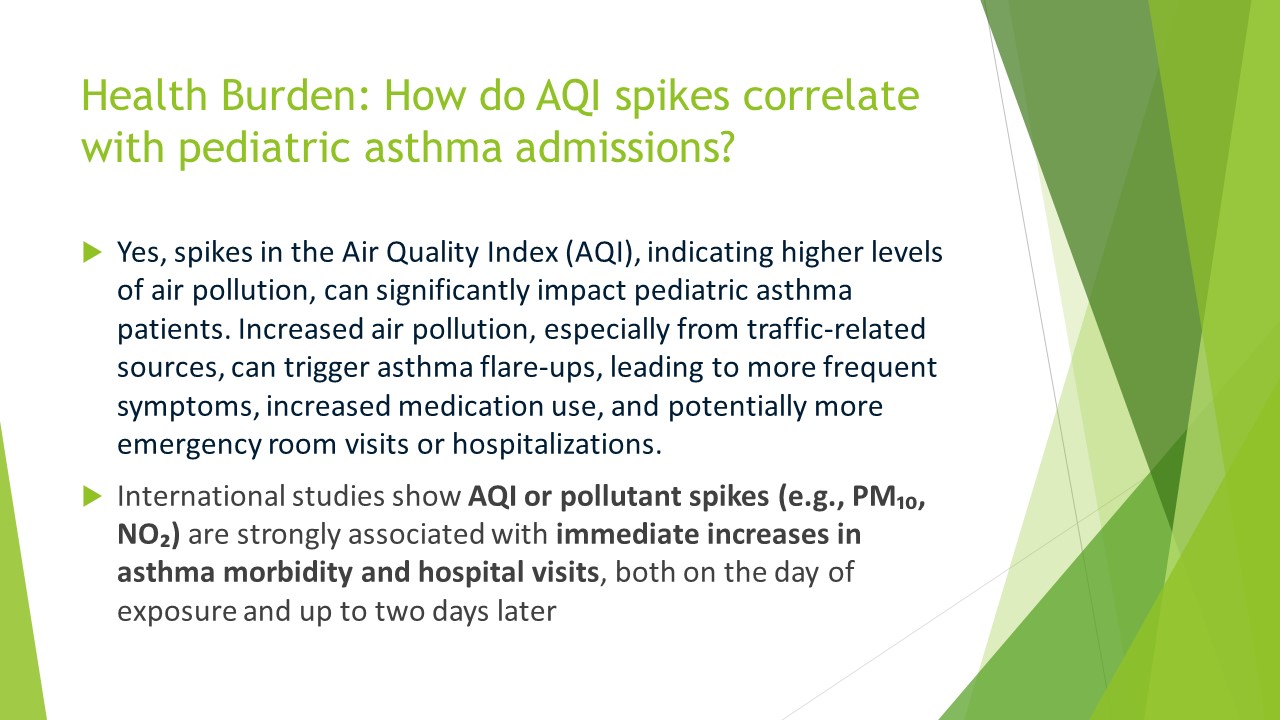 Health Burden: How do AQI spikes correlate
with pediatric asthma admissions?
Yes, spikes in the Air Quality Index (AQI), indicating higher levels
of air pollution, can significantly impact pediatric asthma
patients. Increased air pollution, especially from traffic-related
sources, can trigger asthma flare-ups, leading to more frequent
symptoms, increased medication use, and potentially more
emergency room visits or hospitalizations.
International studies show AQI or pollutant spikes (e.g., PM₁₀,
NO₂) are strongly associated with immediate increases in
asthma morbidity and hospital visits, both on the day of
exposure and up to two days later